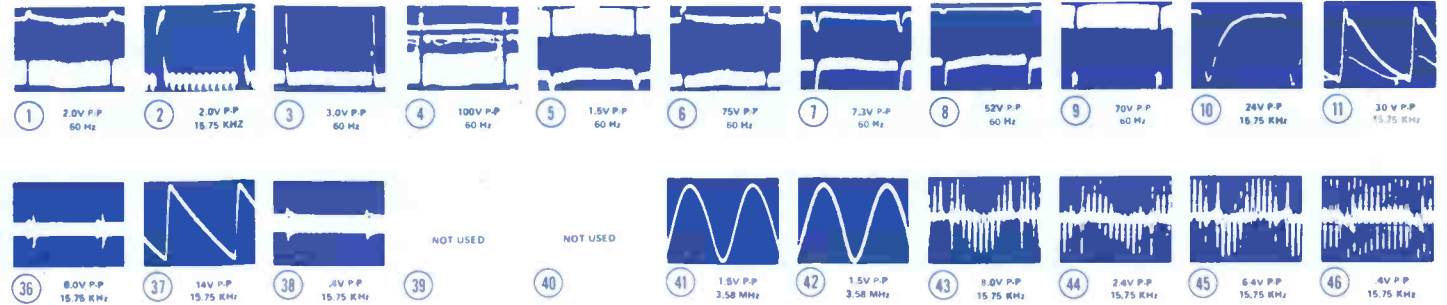 1 2.0V P-P 60 Hz
2 2.0V P-P 15.75 KHZ
3 3.0V P-P 60 Hz
4 100V P-P 60 Hz
5 1.5V P-P 60 Hz
6 75V P-P 60 Hz
7 7.3V P-P 60 Hz
8 52V P-P 60 Hz
9 70V P-P 60 Hz
10 24V P-P 15.75 KHz
11 30 V P-P 15.75 KHz
36 8.0V P-P 15.75 KHz
37 14V P-P 15.75 KHz
38 .4V P-P 15.75 KHz
39 NOT USED
40 NOT USED
41 1.5V P-P 3.58 MHz
42 1.5V P-P 3.58 MHz
43 8.0V P-P 15.75 KHz
44 2.4V P-P 15.75 KHz
45 6.4V P-P 15.75 KHz
46 .4V P-P 15.75 KHz